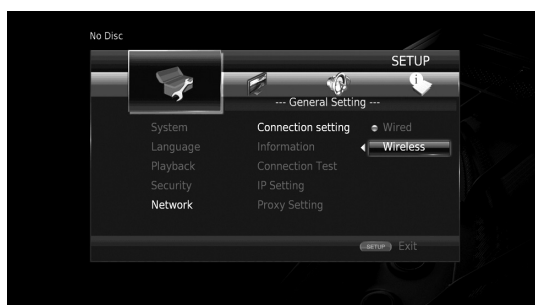 No Disc
SETUP
--- General Setting ---
System
Language
Playback
Security
Network
Connection setting
Information
Connection Test
IP Setting
Proxy Setting
Wired
Wireless
SETUP Exit